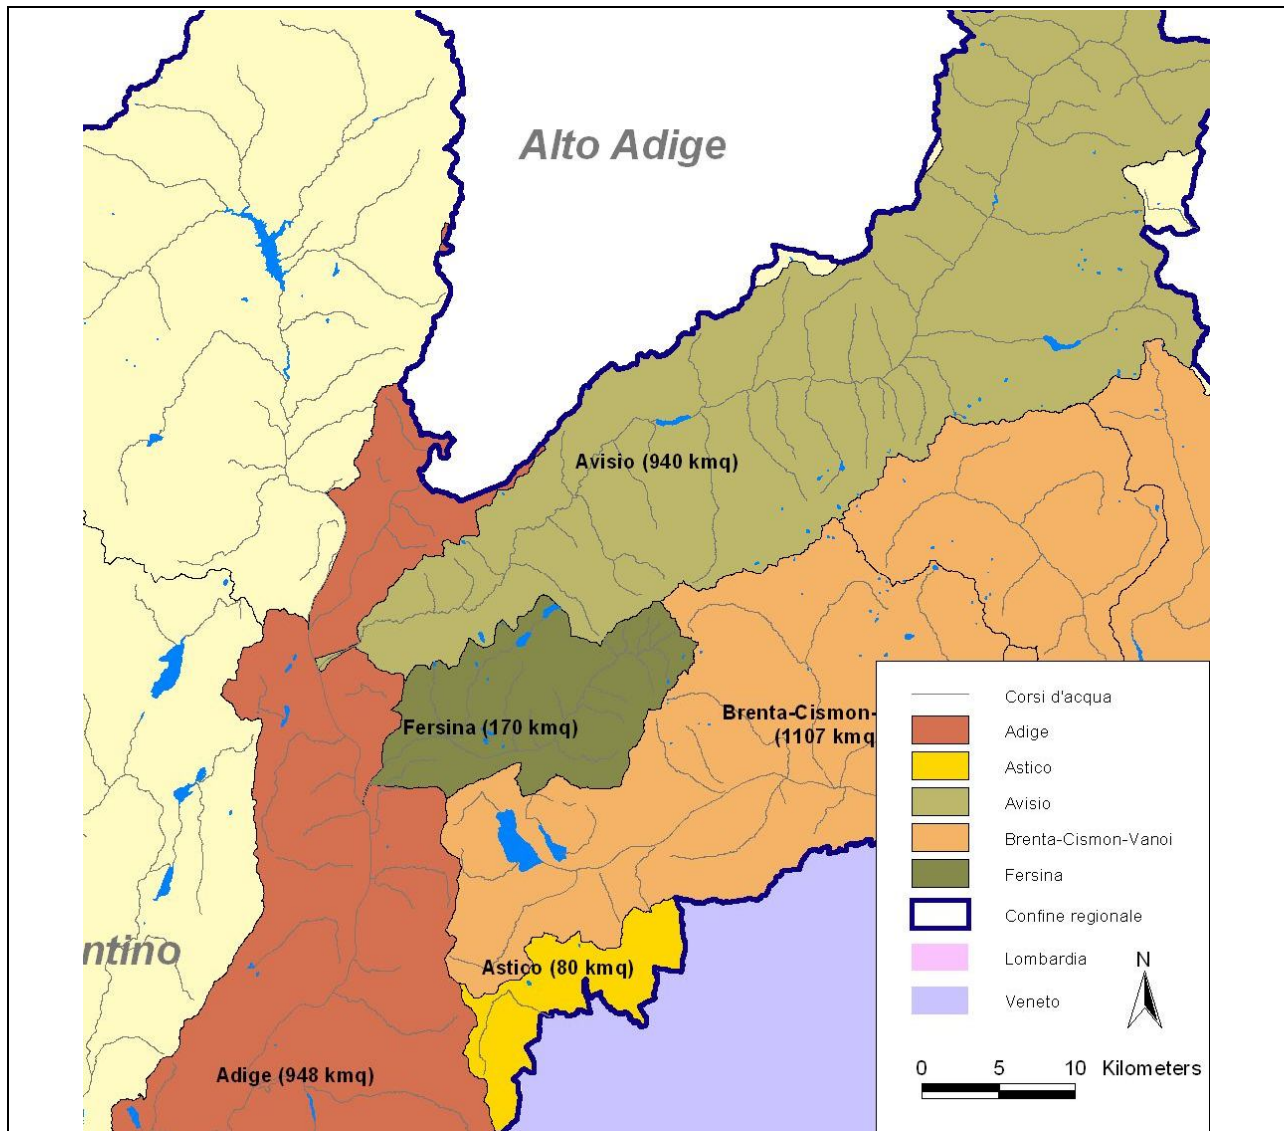 Alto Adige
Avisio (940 kmq)
Fersina (170 kmq)
Brenta-Cismon-
(1107 kmq
Astico (80 kmq)
ntino
Adige (948 kmq)
Corsi d'acqua
Adige
Astico
Avisio
Brenta-Cismon-Vanoi
Fersina
Confine regionale
Lombardia
Veneto
N
0 5 10 Kilometers